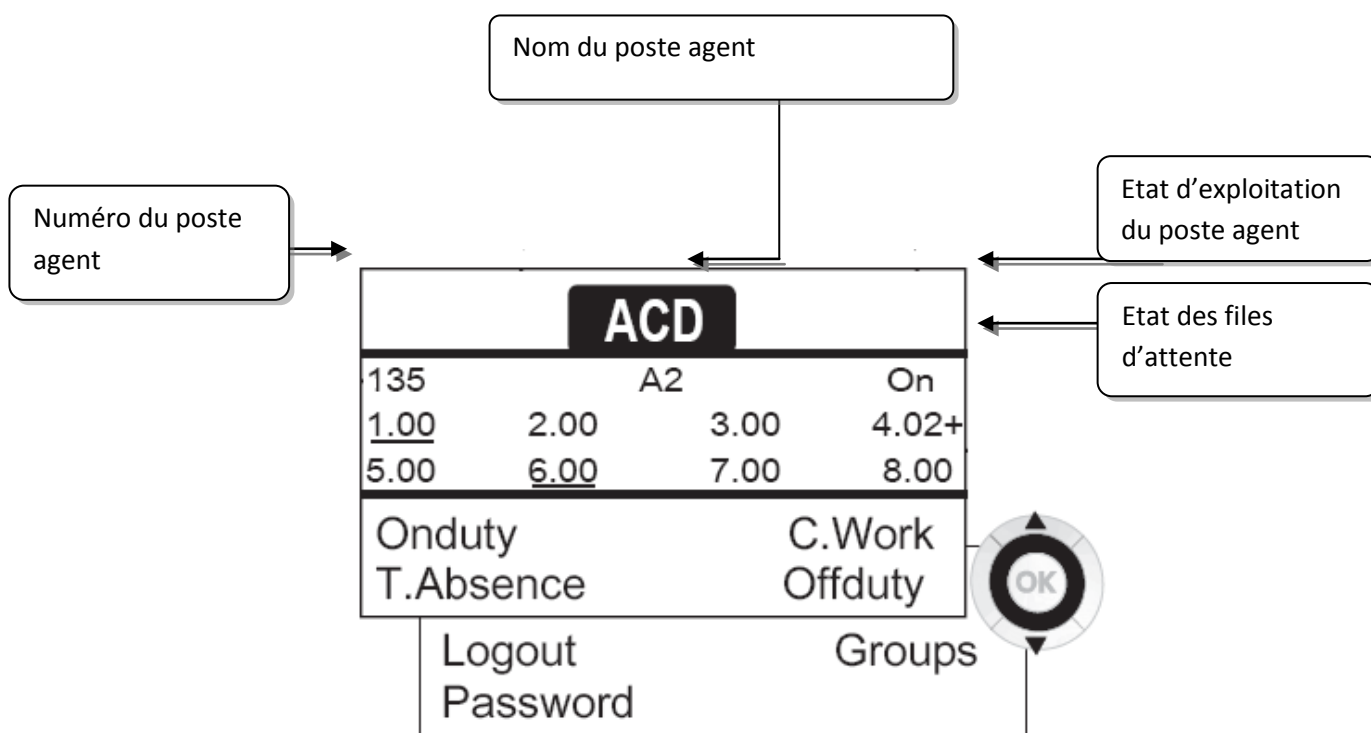 Nom du poste agent
Numéro du poste
agent
Etat d’exploitation
du poste agent
Etat des files
d’attente
ACD
135 A2 On
1.00 2.00 3.00 4.02+
5.00 6.00 7.00 8.00
Onduty C.Work
T.Absence Offduty
OK
Logout Groups
Password